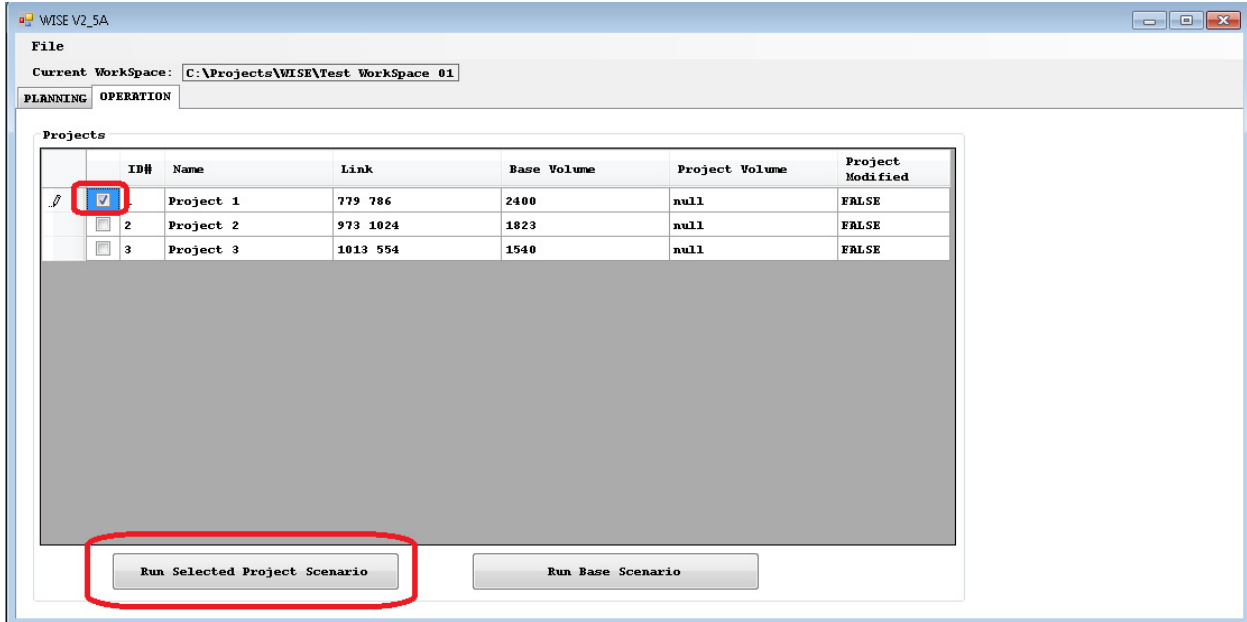 WISE V2_5A
File
Current WorkSpace: C:\Projects\WISE\Test WorkSpace 01
PLANNING OPERATION
Projects
ID# Name Link Base Volume Project Volume Project Modified
Project 1 779 786 2400 null FALSE
2 Project 2 973 1024 1823 null FALSE
3 Project 3 1013 554 1540 null FALSE
Run Selected Project Scenario Run Base Scenario